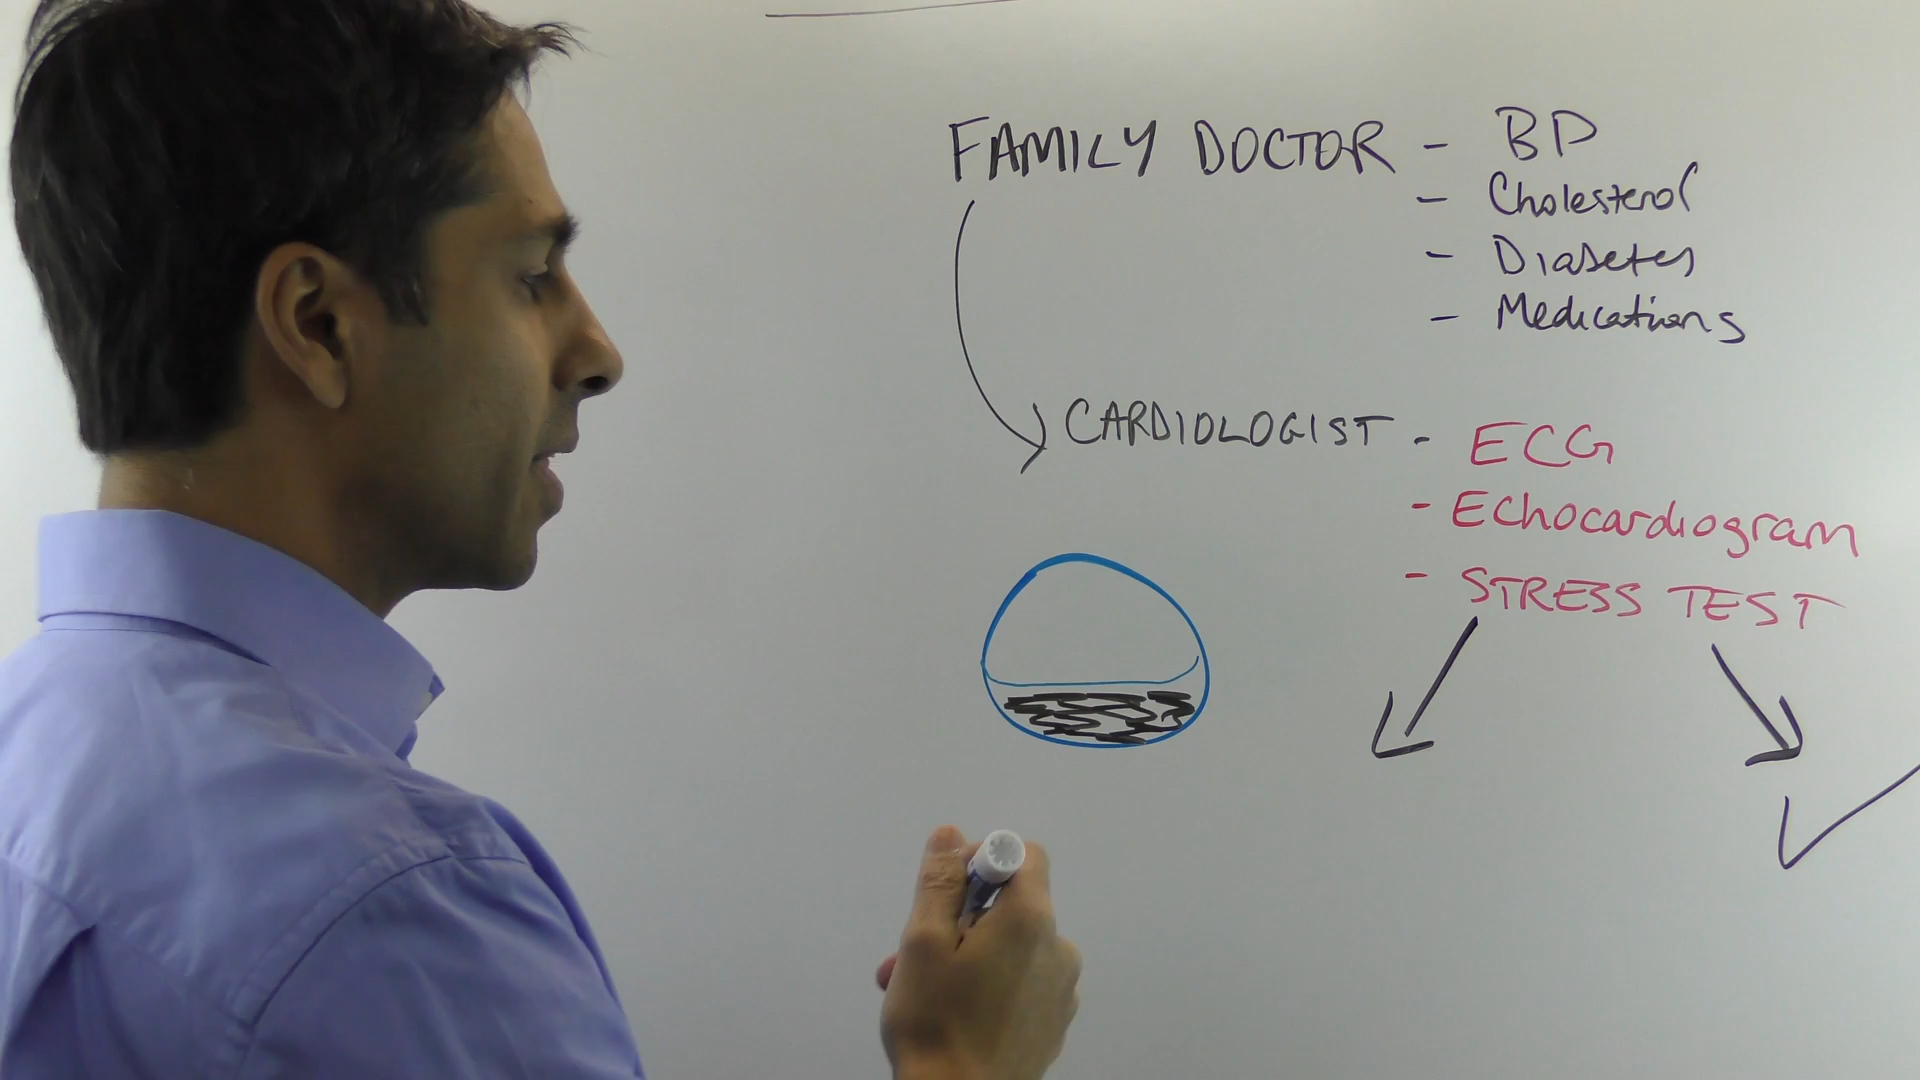 FAMILY DOCTOR - BP
- Cholesterol
- Diabetes
- Medications
CARDIOLOGIST - ECG
- Echocardiogram
- STRESS TEST